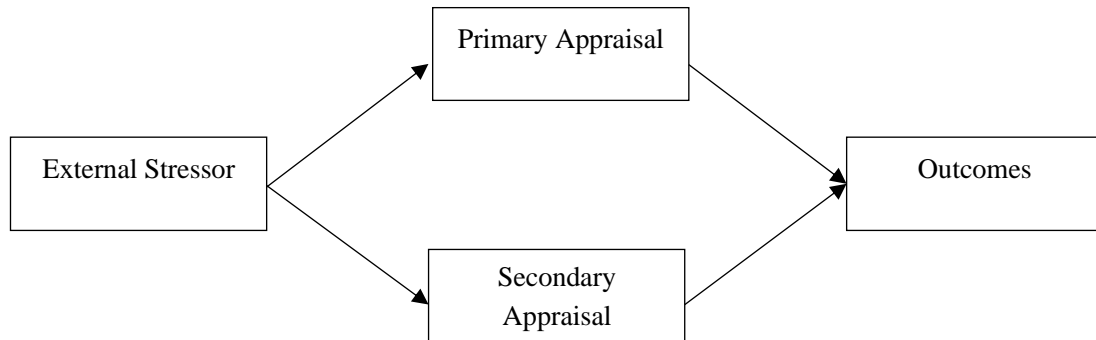 Primary Appraisal
External Stressor
Outcomes
Secondary
Appraisal